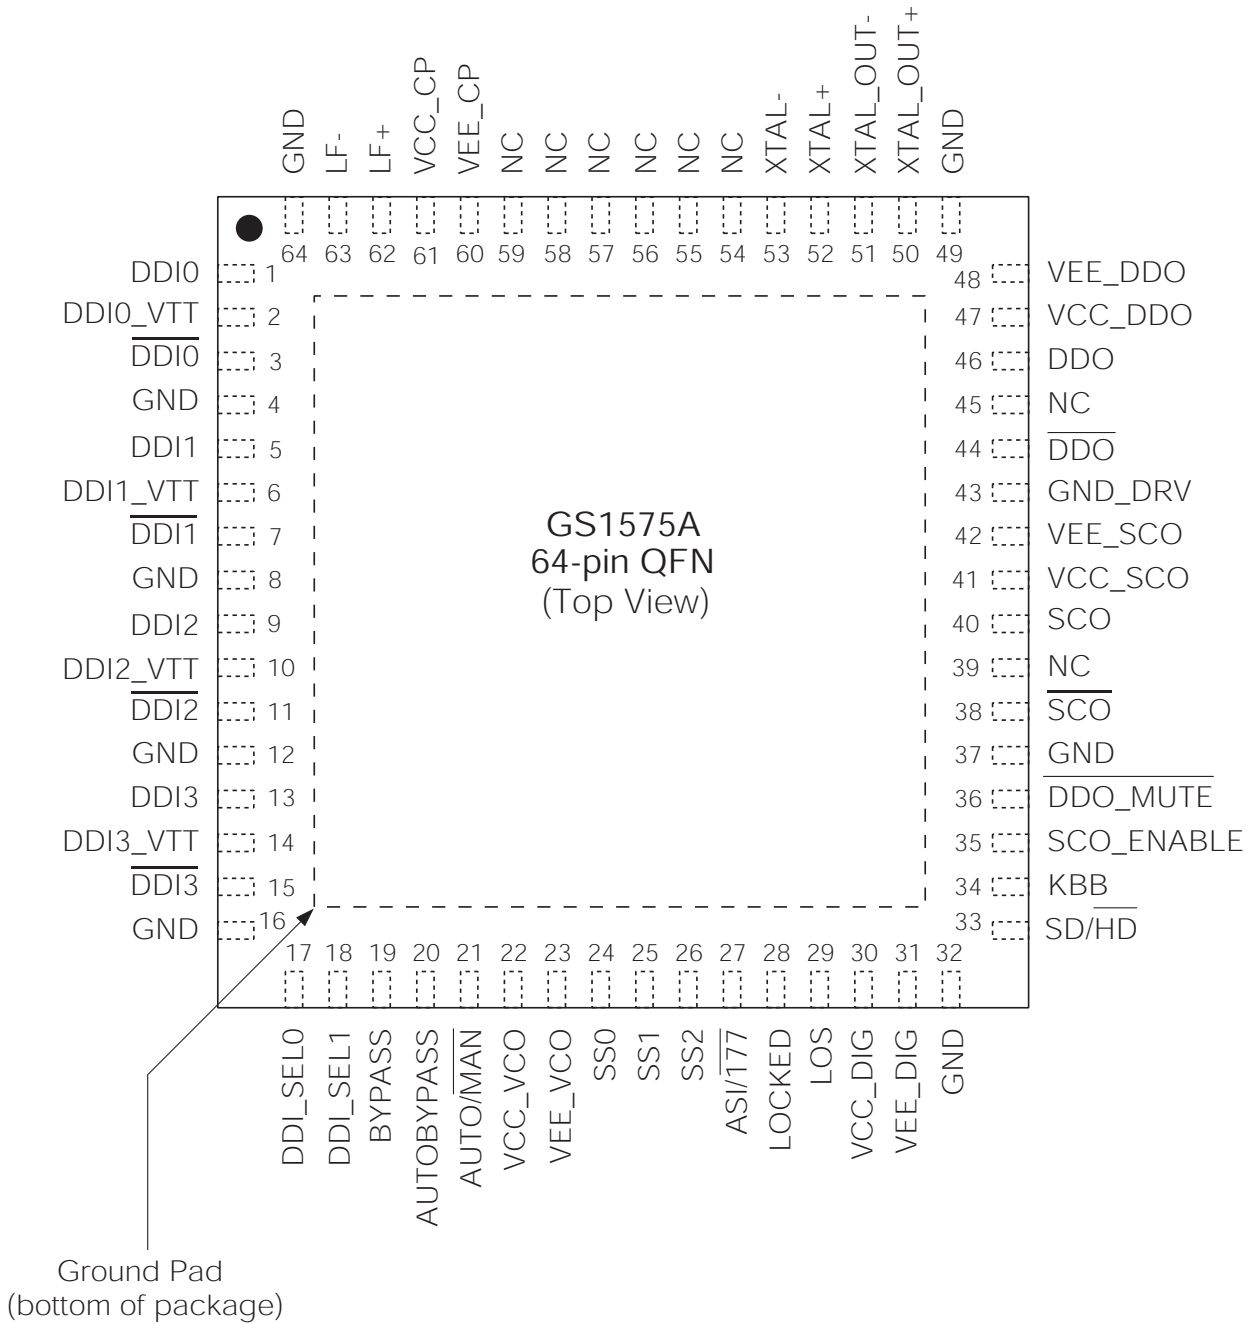 GND
LF-
LF+
VCC_CP
VEE_CP
NC
NC
NC
NC
NC
NC
XTAL-
XTAL+
XTAL_OUT-
XTAL_OUT+
GND
64
63
62
61
60
59
58
57
56
55
54
53
52
51
50
49
DDI0 1
DDI0_VTT 2
DDI0 3
GND 4
DDI1 5
DDI1_VTT 6
DDI1 7
GND 8
DDI2 9
DDI2_VTT 10
DDI2 11
GND 12
DDI3 13
DDI3_VTT 14
DDI3 15
GND 16
GS1575A
64-pin QFN
(Top View)
48 VEE_DDO
47 VCC_DDO
46 DDO
45 NC
44 DDO
43 GND_DRV
42 VEE_SCO
41 VCC_SCO
40 SCO
39 NC
38 SCO
37 GND
36 DDO_MUTE
35 SCO_ENABLE
34 KBB
33 SD/HD
17
18
19
20
21
22
23
24
25
26
27
28
29
30
31
32
DDI_SEL0
DDI_SEL1
BYPASS
AUTOBYPASS
AUTO/MAN
VCC_VCO
VEE_VCO
SS0
SS1
SS2
ASI/177
LOCKED
LOS
VCC_DIG
VEE_DIG
GND
Ground Pad
(bottom of package)